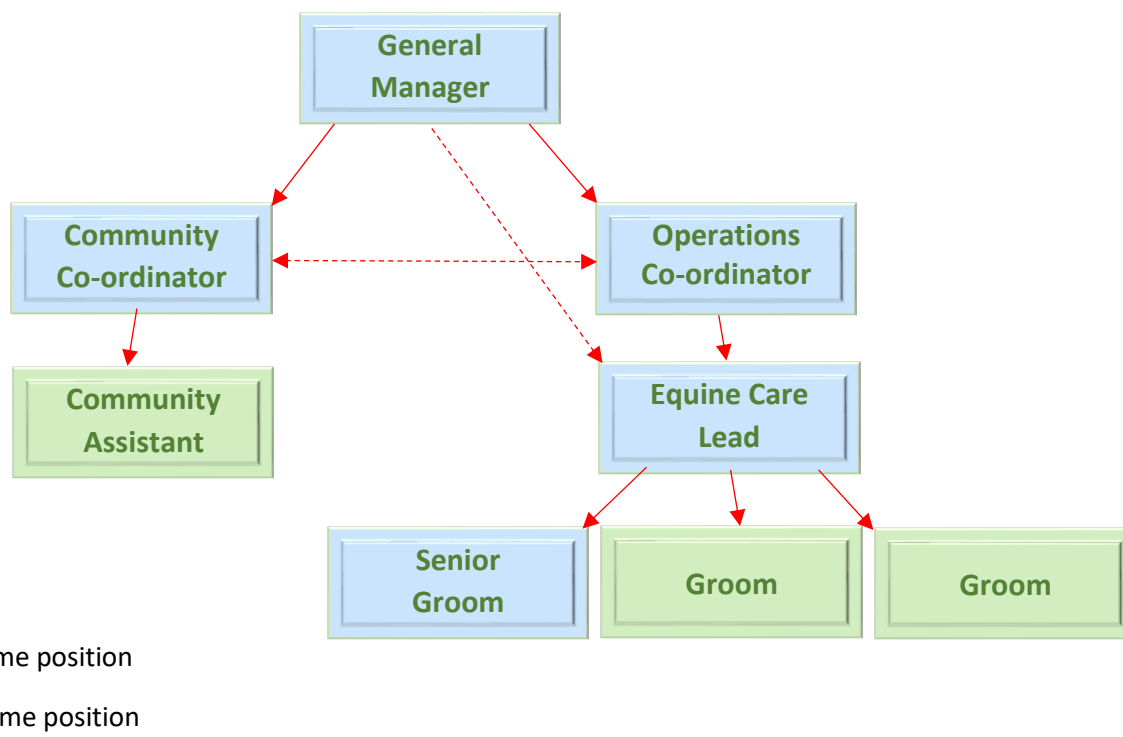 General
Manager
Community
Co-ordinator
Operations
Co-ordinator
Community
Assistant
Equine Care
Lead
Senior
Groom
Groom
Groom
me position
me position